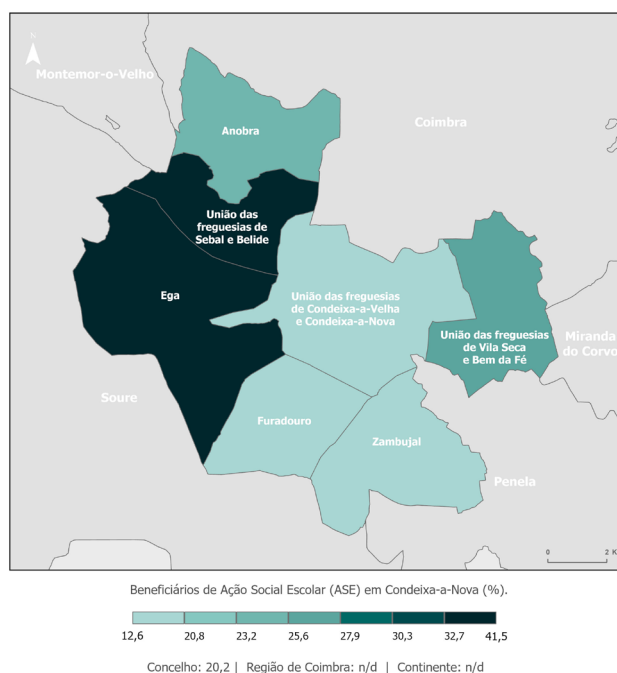 N
Montemor-o-Velho
Coimbra
Anobra
União das
freguesias de
Sebal e Belide
Ega
União das freguesias
de Condeixa-a-Velha
e Condeixa-a-Nova
União das freguesias
de Vila Seca
e Bem da Fé
Miranda
do Corvo
Soure
Furadouro
Zambujal
Penela
0 2 K
Beneficiários de Ação Social Escolar (ASE) em Condeixa-a-Nova (%).
12,6 20,8 23,2 25,6 27,9 30,3 32,7 41,5
Concelho: 20,2 | Região de Coimbra: n/d | Continente: n/d